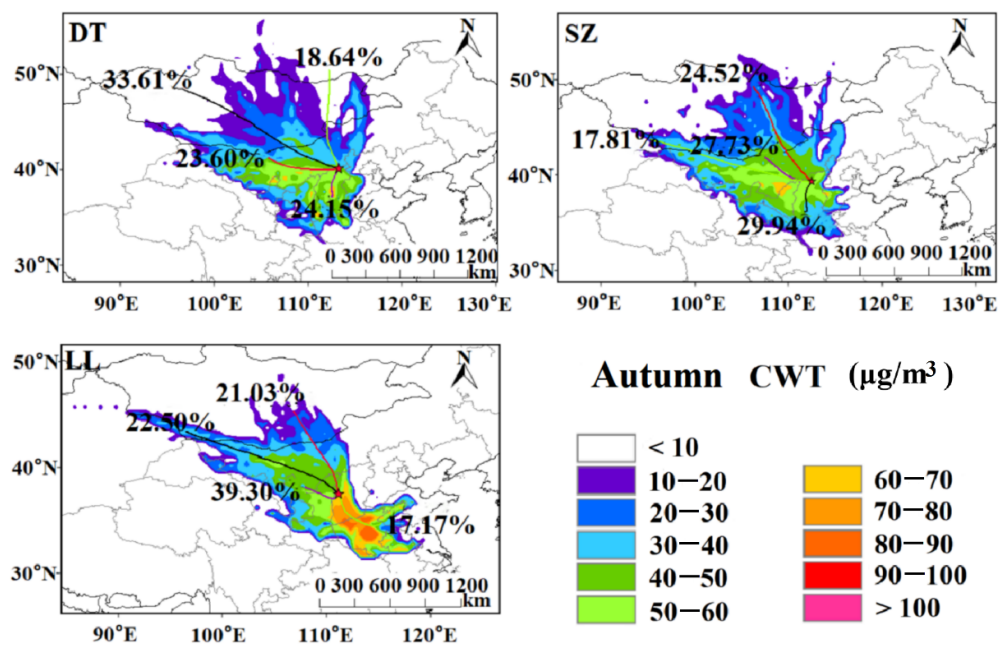 DT
N
50°N
40°N
30°N
33.61%
18.64%
23.60%
24.15%
0 300 600 900 1200
km
90°E 100°E 110°E 120°E 130°E
SZ
N
50°N
40°N
30°N
24.52%
17.81%
27.73%
29.94%
0 300 600 900 1200
km
90°E 100°E 110°E 120°E 130°E
LL
N
50°N
40°N
30°N
21.03%
22.50%
39.30%
17.17%
0 300 600 900 1200
km
90°E 100°E 110°E 120°E
Autumn CWT (μg/m³)
< 10
10—20
20—30
30—40
40—50
50—60
60—70
70—80
80—90
90—100
> 100